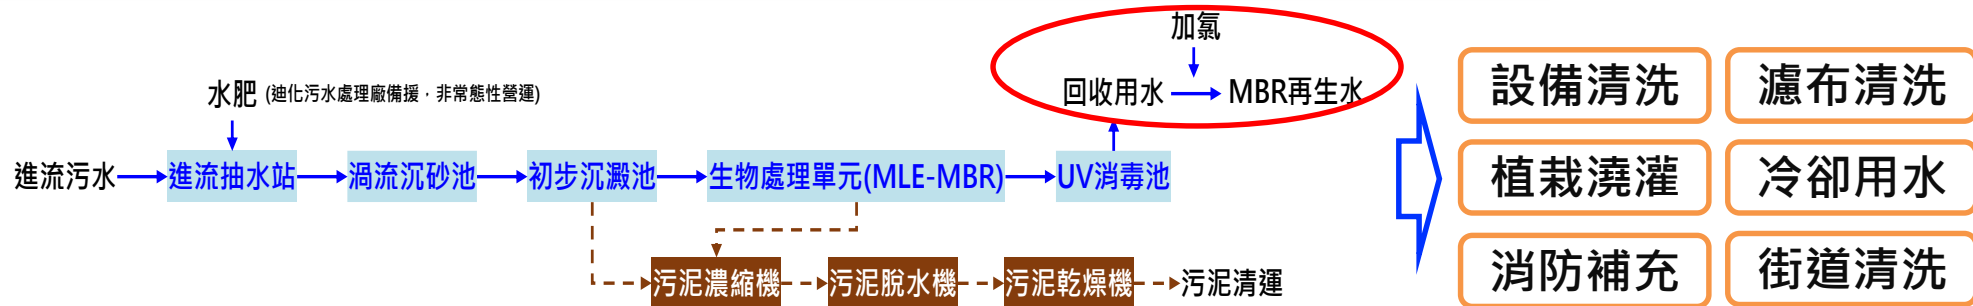 加氯
回收用水
MBR再生水
水肥 (迪化污水處理廠備援，非常態性營運)
進流污水
進流抽水站
渦流沉砂池
初步沉澱池
生物處理單元(MLE-MBR)
UV消毒池
污泥濃縮機
污泥脫水機
污泥乾燥機
污泥清運
設備清洗
濾布清洗
植栽澆灌
冷卻用水
消防補充
街道清洗